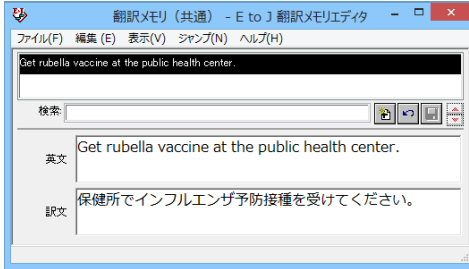 翻訳メモリ（共通） - E to J 翻訳メモリエディタ
ファイル(F) 編集(E) 表示(V) ジャンプ(N) ヘルプ(H)
Get rubella vaccine at the public health center.
検索:
英文 Get rubella vaccine at the public health center.
訳文 保健所でインフルエンザ予防接種を受けてください。